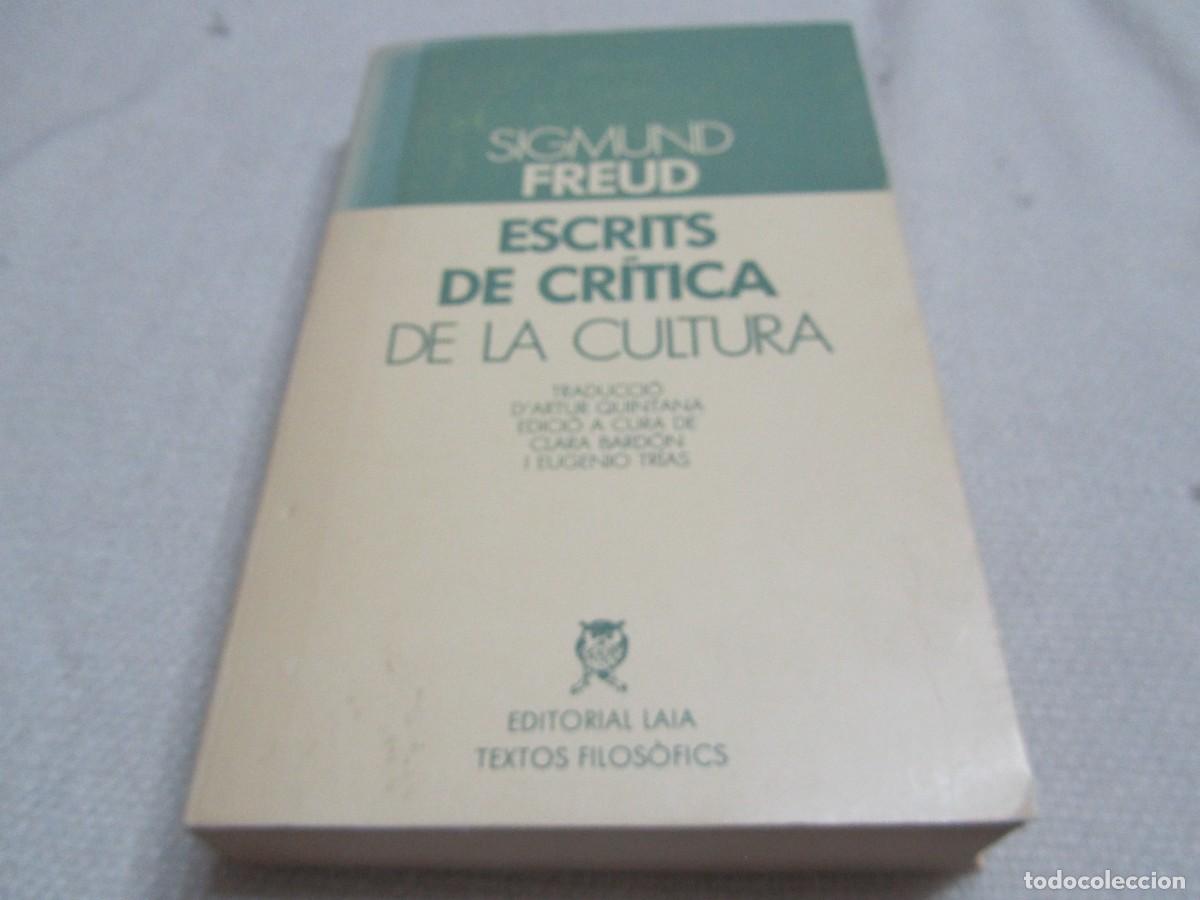 SIGMUND
FREUD
ESCRITS
DE CRÍTICA
DE LA CULTURA
TRADUCCIÓ
D'ARTUR QUINTANA
EDICIÓ A CURA DE
CLARA BARDÓN
I EUGENIO TRÍAS
EDITORIAL LAIA
TEXTOS FILOSÒFICS
todocoleccion